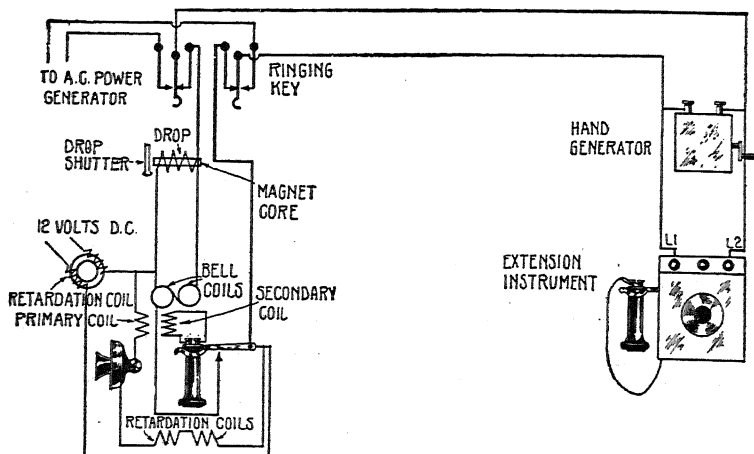 TO A.C. POWER
GENERATOR
RINGING
KEY
HAND
GENERATOR
DROP
DROP
SHUTTER
MAGNET
CORE
12 VOLTS D.C.
L1
L2
EXTENSION
INSTRUMENT
BELL
COILS
RETARDATION COIL
PRIMARY COIL
SECONDARY
COIL
RETARDATION COILS